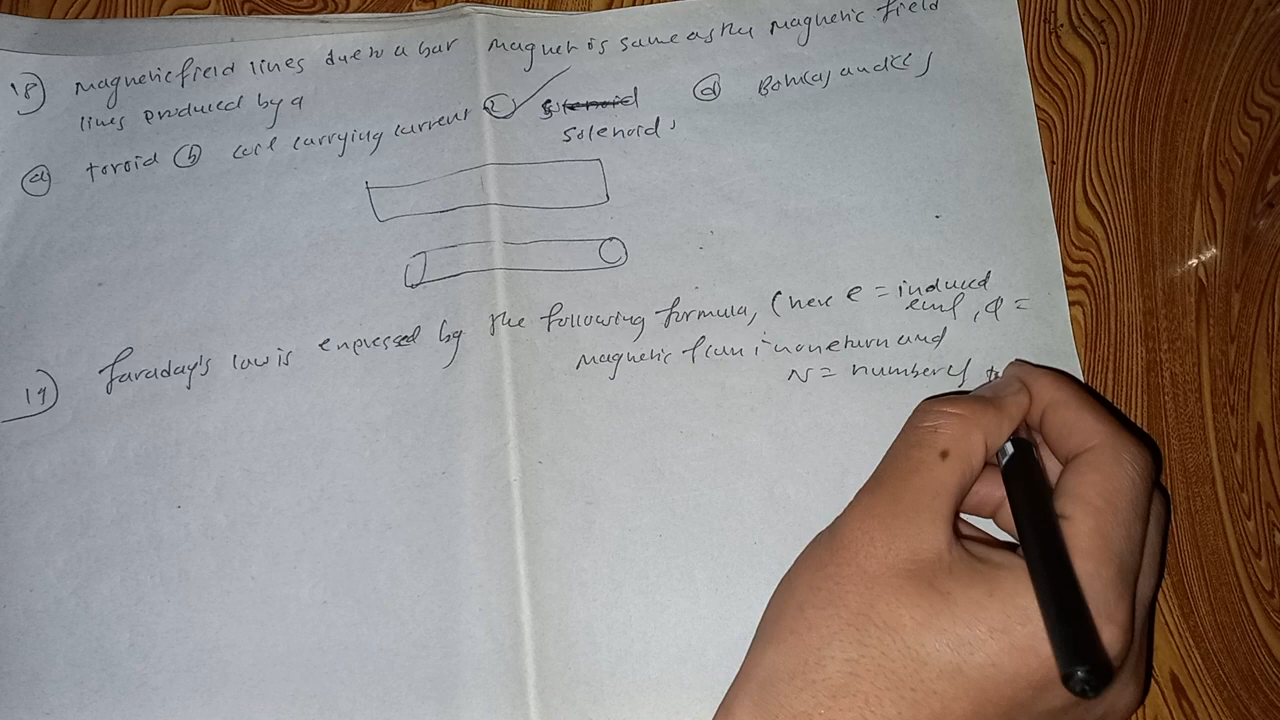 18) magnetic field lines due to a bar magnet is same as the magnetic field
lines produced by a
(a) toroid (b) coil carrying current (c) solenoid (d) Both (a) and (c)
solenoid,
19) faraday's law is expressed by the following formula, (here e = induced
emf, φ =
magnetic flux in one turn and
N = number of